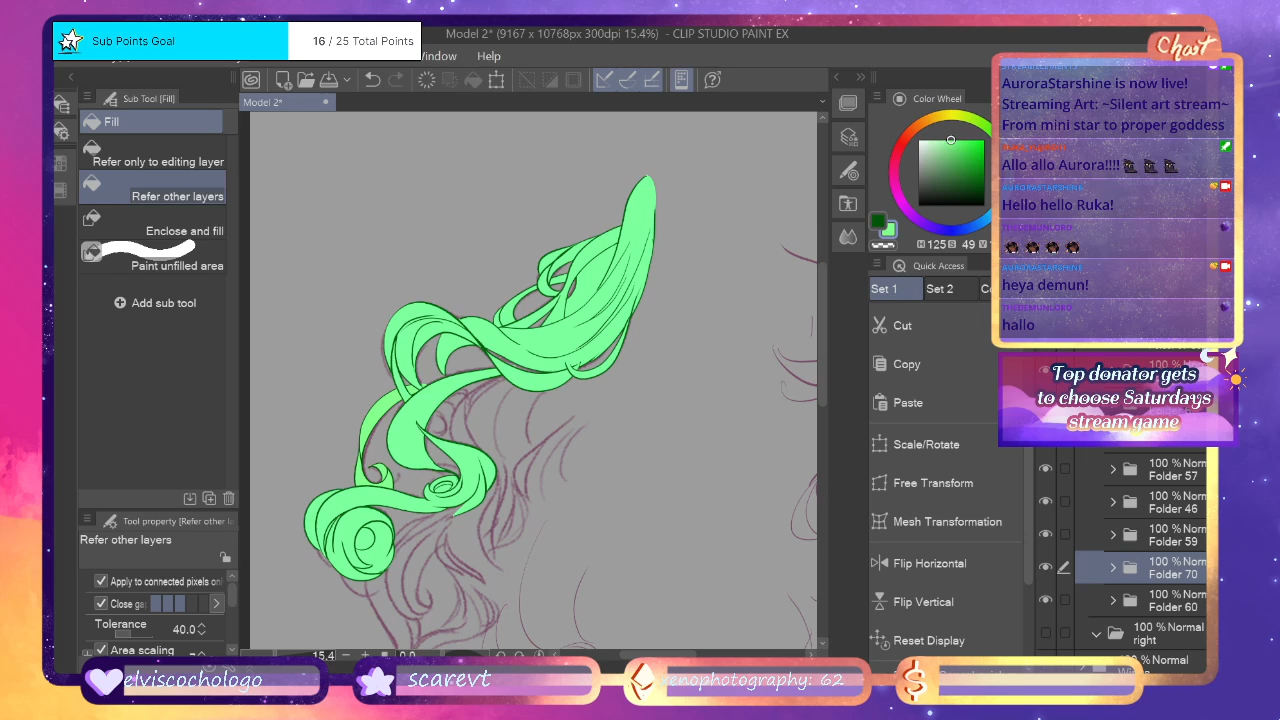 Sub Points Goal
16 / 25 Total Points
Model 2* (9167 x 10768px 300dpi 15.4%) - CLIP STUDIO PAINT EX
Help
Sub Tool [Fill]
Model 2*
Fill
Refer only to editing layer
Refer other layers
Enclose and fill
Paint unfilled area
Add sub tool
Tool property [Refer other la
Refer other layers
Apply to connected pixels onl
Close ga
Tolerance
40.0
Area scaling
15.4
Color Wheel
H 125 S 49 V
Quick Access
Set 1
Set 2
Cut
Copy
Paste
Scale/Rotate
Free Transform
Mesh Transformation
Flip Horizontal
Flip Vertical
Reset Display
Chat
AuroraStarshine is now live!
Streaming Art: ~Silent art stream~
From mini star to proper goddess
Allo allo Aurora!!!!
AURORASTARSHINE
Hello hello Ruka!
THEDEMUNLORD
AURORASTARSHINE
heya demun!
THEDEMUNLORD
hallo
Top donator gets
to choose Saturdays
stream game
100 % Norm
Folder 57
100 % Norm
Folder 46
100 % Norm
Folder 59
100 % Norm
Folder 70
100 % Norm
Folder 60
100 % Normal
right
% Normal
elviscochologo
scarevt
enophotography: 62